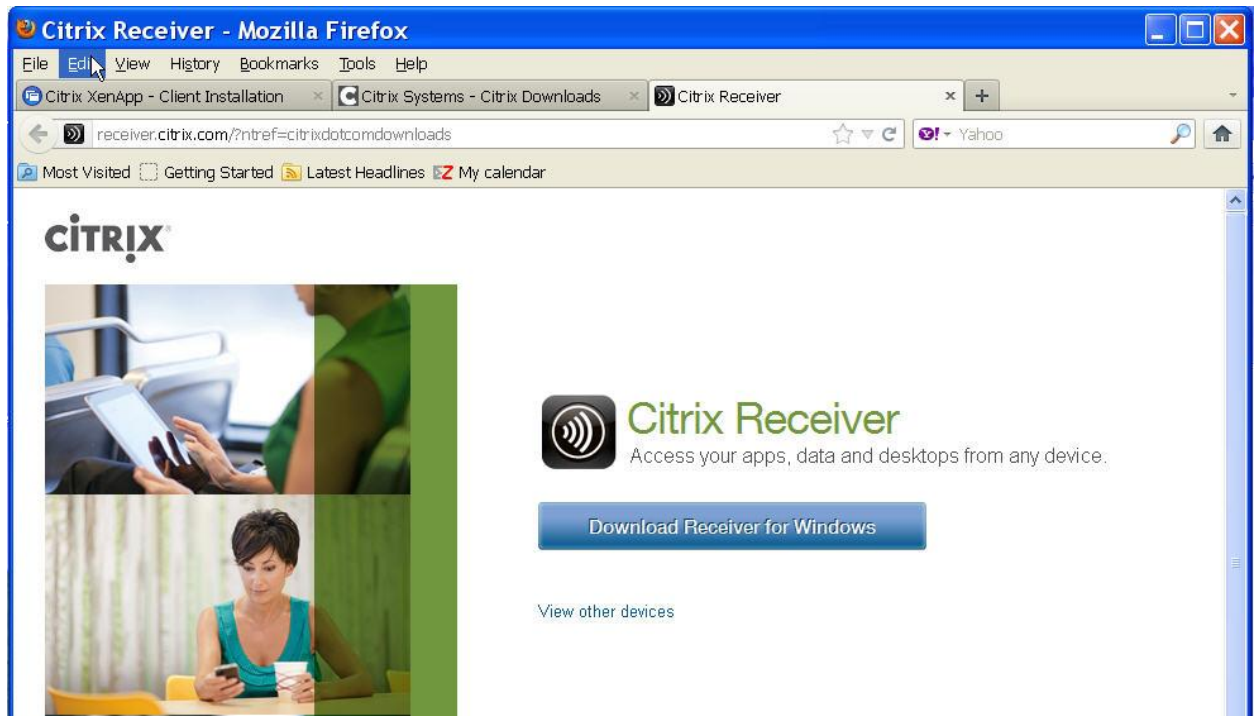 Citrix Receiver - Mozilla Firefox
File Edit View History Bookmarks Tools Help
Citrix XenApp - Client Installation × Citrix Systems - Citrix Downloads × Citrix Receiver × +
receiver.citrix.com/?ntref=citrixdotcomdownloads Yahoo
Most Visited Getting Started Latest Headlines My calendar
CITRIX®
Citrix Receiver
Access your apps, data and desktops from any device.
Download Receiver for Windows
View other devices